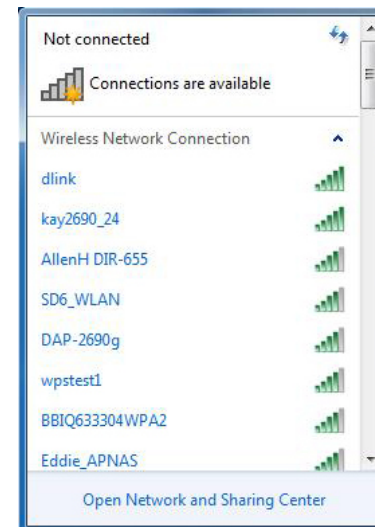 Not connected
Connections are available
Wireless Network Connection
dlink
kay2690_24
AllenH DIR-655
SD6_WLAN
DAP-2690g
wpstest1
BBIQ633304WPA2
Eddie_APNAS
Open Network and Sharing Center